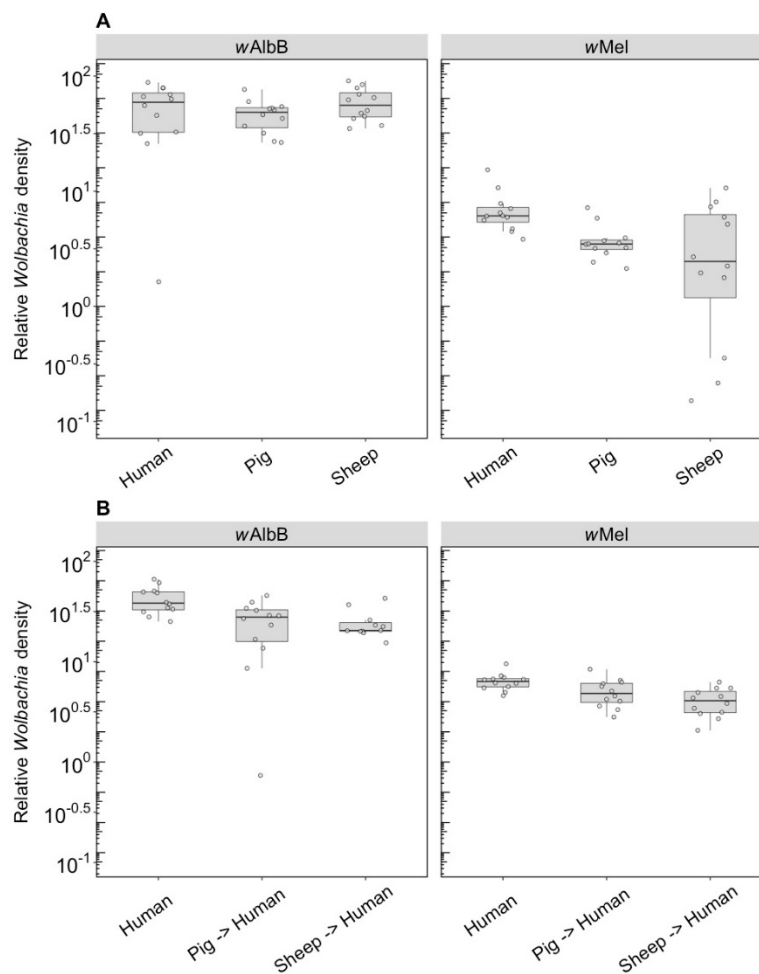 A
wAlbB wMel
Relative Wolbachia density
10^2
10^1.5
10^1
10^0.5
10^0
10^-0.5
10^-1
Human Pig Sheep Human Pig Sheep
B
wAlbB wMel
Relative Wolbachia density
10^2
10^1.5
10^1
10^0.5
10^0
10^-0.5
10^-1
Human Pig -> Human Sheep -> Human Human Pig -> Human Sheep -> Human